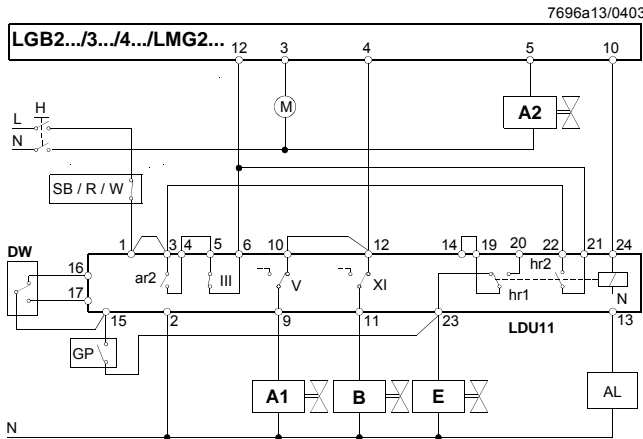 7696a13/0403
LGB2.../3.../4.../LMG2...
12 3 4 5 10
M
A2
H
L
N
SB / R / W
DW
1 3 4 5 6 10 12 14 19 20 22 21 24
16
17
ar2 III V XI hr1 hr2 N
15 2 9 11 23 LDU11 13
GP
A1 B E AL
N